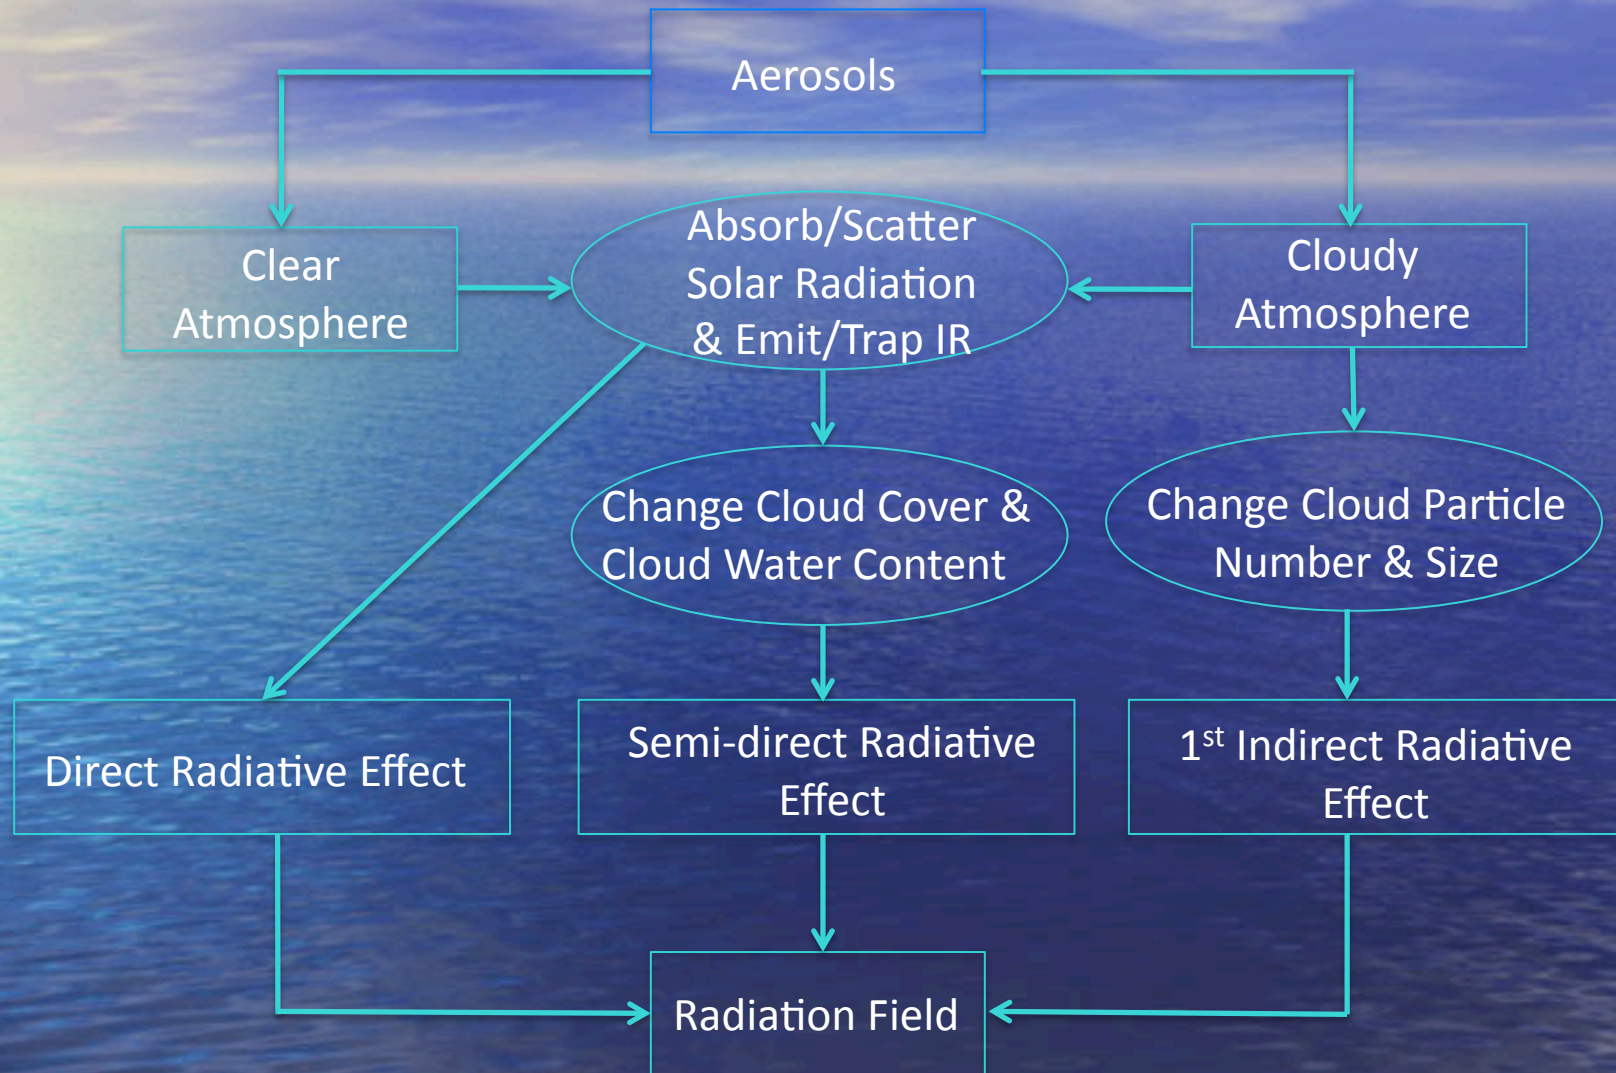 Aerosols
Clear
Atmosphere
Absorb/Scatter
Solar Radiation
& Emit/Trap IR
Cloudy
Atmosphere
Change Cloud Cover &
Cloud Water Content
Change Cloud Particle
Number & Size
Direct Radiative Effect
Semi-direct Radiative
Effect
1st Indirect Radiative
Effect
Radiation Field